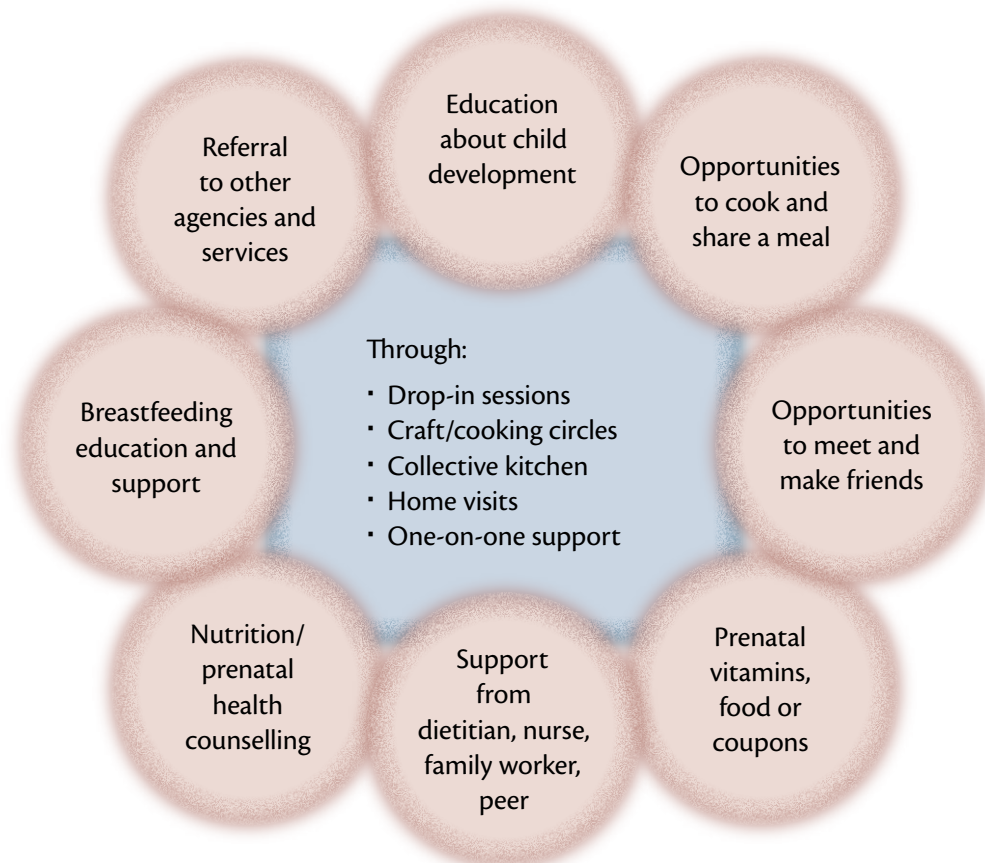 Education
about child
development
Opportunities
to cook and
share a meal
Opportunities
to meet and
make friends
Prenatal
vitamins,
food or
coupons
Support
from
dietitian, nurse,
family worker,
peer
Nutrition/
prenatal
health
counselling
Breastfeeding
education and
support
Referral
to other
agencies and
services
Through:
· Drop-in sessions
· Craft/cooking circles
· Collective kitchen
· Home visits
· One-on-one support